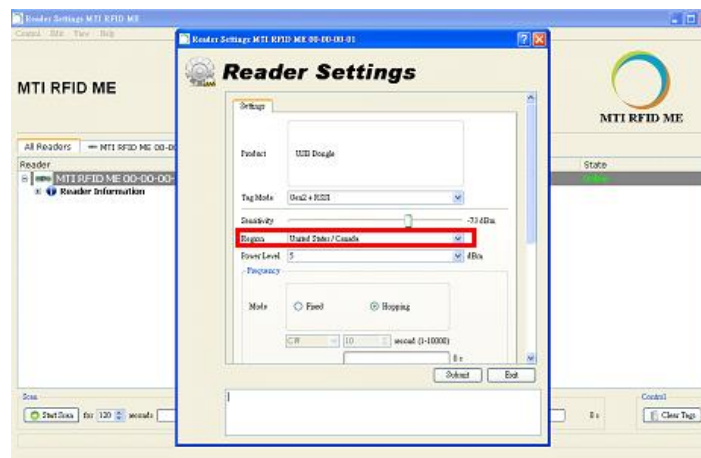 Reader Settings MTI RFID ME
Control Edit View Help
MTI RFID ME
MTI RFID ME
All Readers
MTI RFID ME 00-00
Reader
State
MTI RFID ME 00-00-00-
Online
Reader Information
Reader Settings MTI RFID ME 00-00-00-01
Reader Settings
Settings
Product
USB Dongle
Tag Mode
Gen2 + RSSI
Sensitivity
-73 dBm
Region
United States / Canada
Power Level
5
dBm
Frequency
Mode
Fixed
Hopping
CW
10
second (1-10000)
0 s
Submit
Exit
Scan
Start Scan
for
120
seconds
0 s
Control
Clear Tags